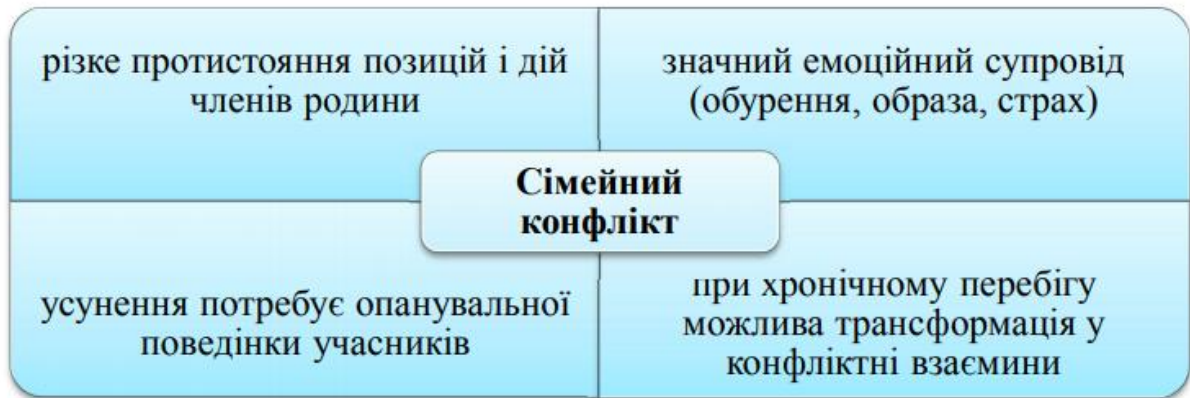 різке протистояння позицій і дій
членів родини
значний емоційний супровід
(обурення, образа, страх)
Сімейний
конфлікт
усунення потребує опанувальної
поведінки учасників
при хронічному перебігу
можлива трансформація у
конфліктні взаємини